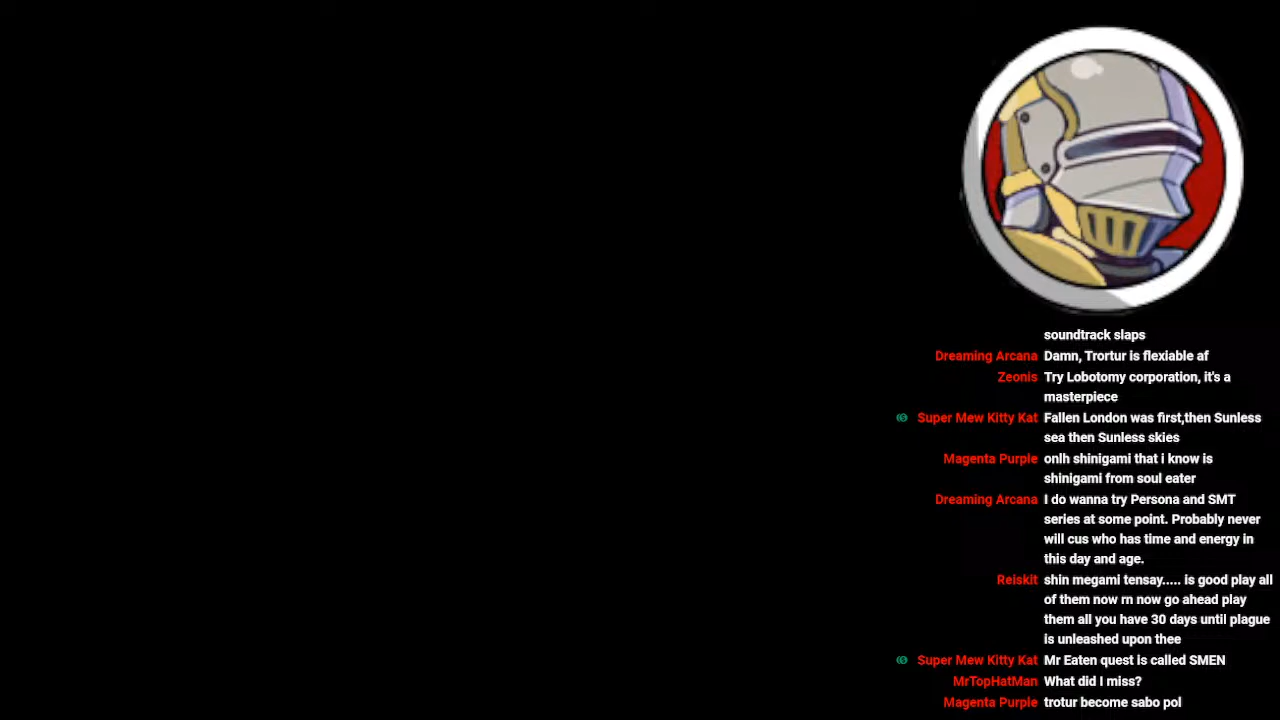 soundtrack slaps
Dreaming Arcana Damn, Trortur is flexiable af
Zeonis Try Lobotomy corporation, it's a
masterpiece
Super Mew Kitty Kat Fallen London was first,then Sunless
sea then Sunless skies
Magenta Purple onlh shinigami that i know is
shinigami from soul eater
Dreaming Arcana I do wanna try Persona and SMT
series at some point. Probably never
will cus who has time and energy in
this day and age.
Reiskit shin megami tensay..... is good play all
of them now rn now go ahead play
them all you have 30 days until plague
is unleashed upon thee
Super Mew Kitty Kat Mr Eaten quest is called SMEN
MrTopHatMan What did I miss?
Magenta Purple trotur become sabo pol